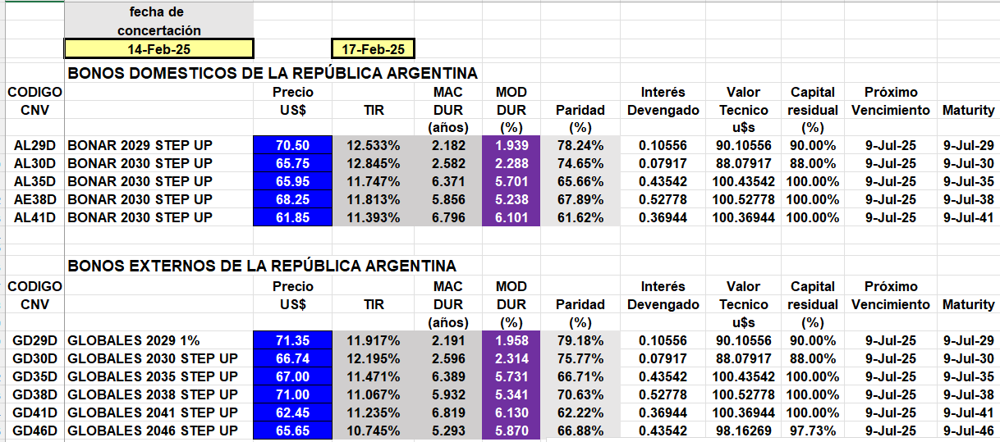 fecha de
concertación
14-Feb-25 17-Feb-25
BONOS DOMESTICOS DE LA REPÚBLICA ARGENTINA
CODIGO Precio MAC MOD Interés Valor Capital Próximo
CNV US$ TIR DUR DUR Paridad Devengado Tecnico residual Vencimiento Maturity
(años) (%) (%) u$s (%)
AL29D BONAR 2029 STEP UP 70.50 12.533% 2.182 1.939 78.24% 0.10556 90.10556 90.00% 9-Jul-25 9-Jul-29
AL30D BONAR 2030 STEP UP 65.75 12.845% 2.582 2.288 74.65% 0.07917 88.07917 88.00% 9-Jul-25 9-Jul-30
AL35D BONAR 2030 STEP UP 65.95 11.747% 6.371 5.701 65.66% 0.43542 100.43542 100.00% 9-Jul-25 9-Jul-35
AE38D BONAR 2030 STEP UP 68.25 11.813% 5.856 5.238 67.89% 0.52778 100.52778 100.00% 9-Jul-25 9-Jul-38
AL41D BONAR 2030 STEP UP 61.85 11.393% 6.796 6.101 61.62% 0.36944 100.36944 100.00% 9-Jul-25 9-Jul-41
BONOS EXTERNOS DE LA REPÚBLICA ARGENTINA
CODIGO Precio MAC MOD Interés Valor Capital Próximo
CNV US$ TIR DUR DUR Paridad Devengado Tecnico residual Vencimiento Maturity
(años) (%) (%) u$s (%)
GD29D GLOBALES 2029 1% 71.35 11.917% 2.191 1.958 79.18% 0.10556 90.10556 90.00% 9-Jul-25 9-Jul-29
GD30D GLOBALES 2030 STEP UP 66.74 12.195% 2.596 2.314 75.77% 0.07917 88.07917 88.00% 9-Jul-25 9-Jul-30
GD35D GLOBALES 2035 STEP UP 67.00 11.471% 6.389 5.731 66.71% 0.43542 100.43542 100.00% 9-Jul-25 9-Jul-35
GD38D GLOBALES 2038 STEP UP 71.00 11.067% 5.932 5.341 70.63% 0.52778 100.52778 100.00% 9-Jul-25 9-Jul-38
GD41D GLOBALES 2041 STEP UP 62.45 11.235% 6.819 6.130 62.22% 0.36944 100.36944 100.00% 9-Jul-25 9-Jul-41
GD46D GLOBALES 2046 STEP UP 65.65 10.745% 5.293 5.870 66.88% 0.43542 98.16269 97.73% 9-Jul-25 9-Jul-46